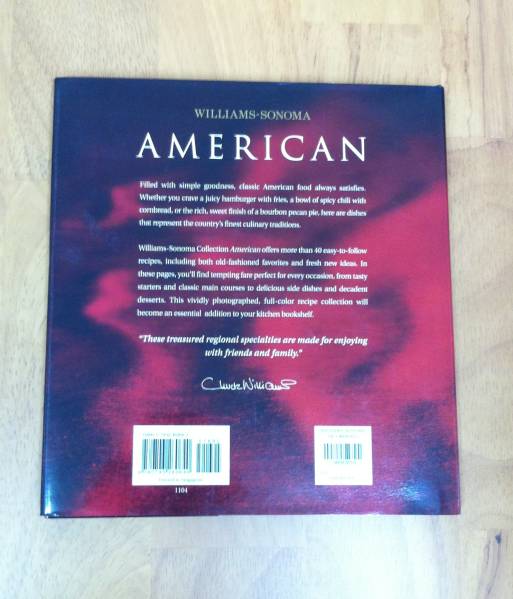 WILLIAMS-SONOMA
AMERICAN
Filled with simple goodness, classic American food always satisfies.
Whether you crave a juicy hamburger with fries, a bowl of spicy chili with
cornbread, or the rich, sweet finish of a bourbon pecan pie, here are dishes
that represent the country's finest culinary traditions.
Williams-Sonoma Collection American offers more than 40 easy-to-follow
recipes, including both old-fashioned favorites and fresh new ideas. In
these pages, you'll find tempting fare perfect for every occasion, from tasty
starters and classic main courses to delicious side dishes and decadent
desserts. This vividly photographed, full-color recipe collection will
become an essential addition to your kitchen bookshelf.
"These treasured regional specialties are made for enjoying
with friends and family."
Chuck Williams
1104